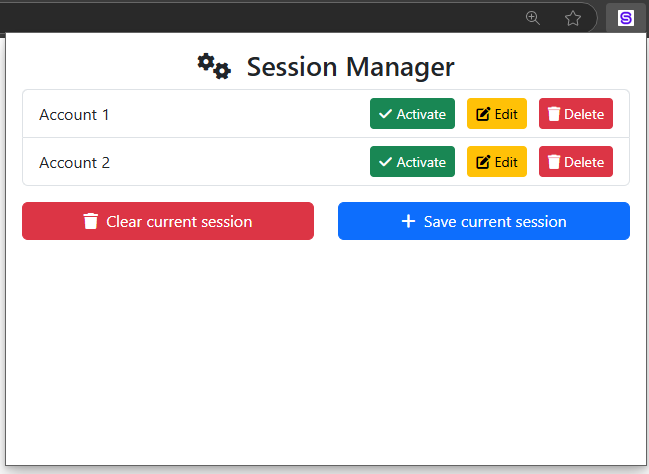 Session Manager
Account 1 Activate Edit Delete
Account 2 Activate Edit Delete
Clear current session Save current session